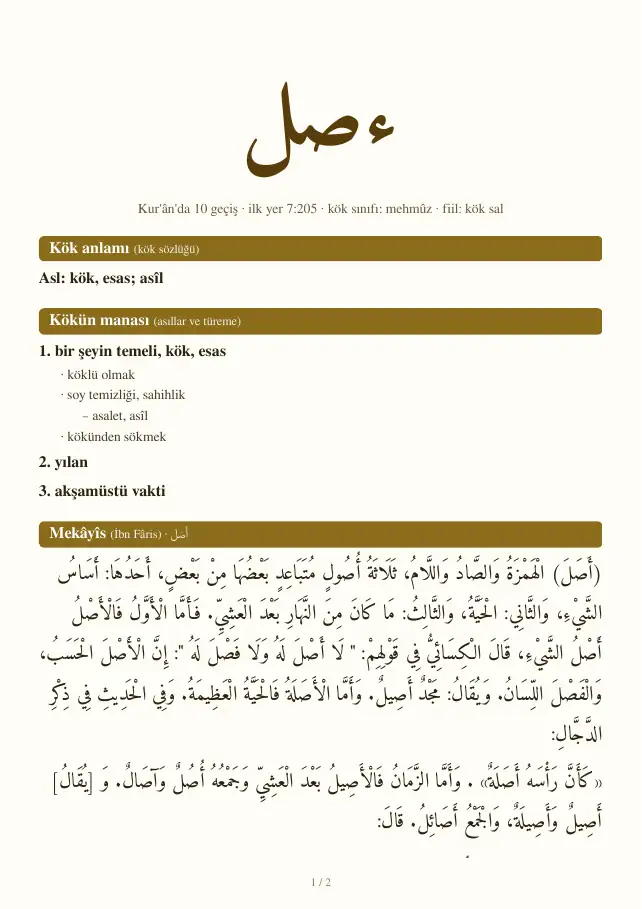 ءصل
Kur'ân'da 10 geçiş · ilk yer 7:205 · kök sınıfı: mehmûz · fiil: kök sal
Kök anlamı (kök sözlüğü)
Asl: kök, esas; asîl
Kökün manası (asıllar ve türeme)
1. bir şeyin temeli, kök, esas
· köklü olmak
· soy temizliği, sahihlik
– asalet, asîl
· kökünden sökmek
2. yılan
3. akşamüstü vakti
Mekâyîs (İbn Fâris) · أصل
(أَصَلَ) الْهَمْزَةُ وَالصَّادُ وَاللَّامُ، ثَلَاثَةُ أُصُولٍ مُتَبَاعِدٍ بَعْضُهَا مِنْ بَعْضٍ، أَحَدُهَا: أَسَاسُ
الشَّيْءِ، وَالثَّانِي: الْحَيَّةُ، وَالثَّالِثُ: مَا كَانَ مِنَ النَّهَارِ بَعْدَ الْعَشِيِّ. فَأَمَّا الْأَوَّلُ فَالْأَصْلُ
أَصْلُ الشَّيْءِ، قَالَ الْكِسَائِيُّ فِي قَوْلِهِمْ: " لَا أَصْلَ لَهُ وَلَا فَصْلَ لَهُ ": إِنَّ الْأَصْلَ الْحَسَبُ،
وَالْفَصْلَ اللِّسَانُ. وَيُقَالُ: مَجْدٌ أَصِيلٌ. وَأَمَّا الْأَصَلَةُ فَالْحَيَّةُ الْعَظِيمَةُ. وَفِي الْحَدِيثِ فِي ذِكْرِ
الدَّجَّالِ:
«كَأَنَّ رَأْسَهُ أَصَلَةٌ» . وَأَمَّا الزَّمَانُ فَالْأَصِيلُ بَعْدَ الْعَشِيِّ وَجَمْعُهُ أُصُلٌ وَآصَالٌ. وَ [يُقَالُ]
أَصِيلٌ وَأَصِيلَةٌ، وَالْجَمْعُ أَصَائِلُ. قَالَ:
1 / 2